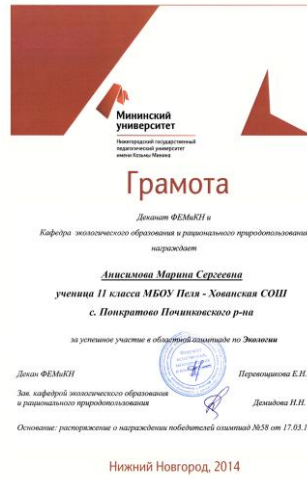 Мининский
университет
Нижегородский государственный
педагогический университет
имени Козьмы Минина
Грамота
Деканат ФЕМиКН и
Кафедра экологического образования и рационального природопользования
награждает
Анисимова Марина Сергеевна
ученица 11 класса МБОУ Пеля - Хованская СОШ
с. Понкратово Починковского р-на
за успешное участие в областной олимпиаде по Экологии
Декан ФЕМиКН
Перевощикова Е.Н.
Зав. кафедрой экологического образования
и рационального природопользования
Демидова Н.Н.
Основание: распоряжение о награждении победителей олимпиад №58 от 17.03.1
Нижний Новгород, 2014